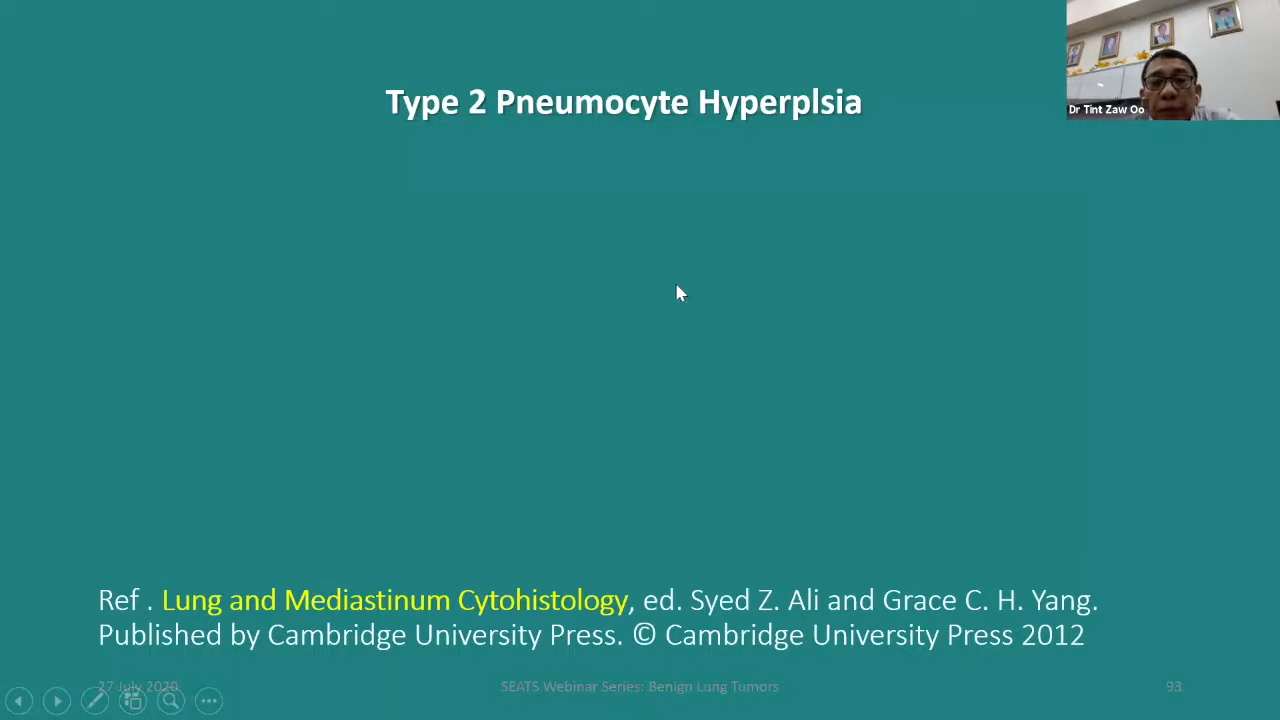 Type 2 Pneumocyte Hyperplsia
Dr Tint Zaw Oo
Ref . Lung and Mediastinum Cytohistology, ed. Syed Z. Ali and Grace C. H. Yang.
Published by Cambridge University Press. © Cambridge University Press 2012
27 July 2020
SEATS Webinar Series: Benign Lung Tumors
93